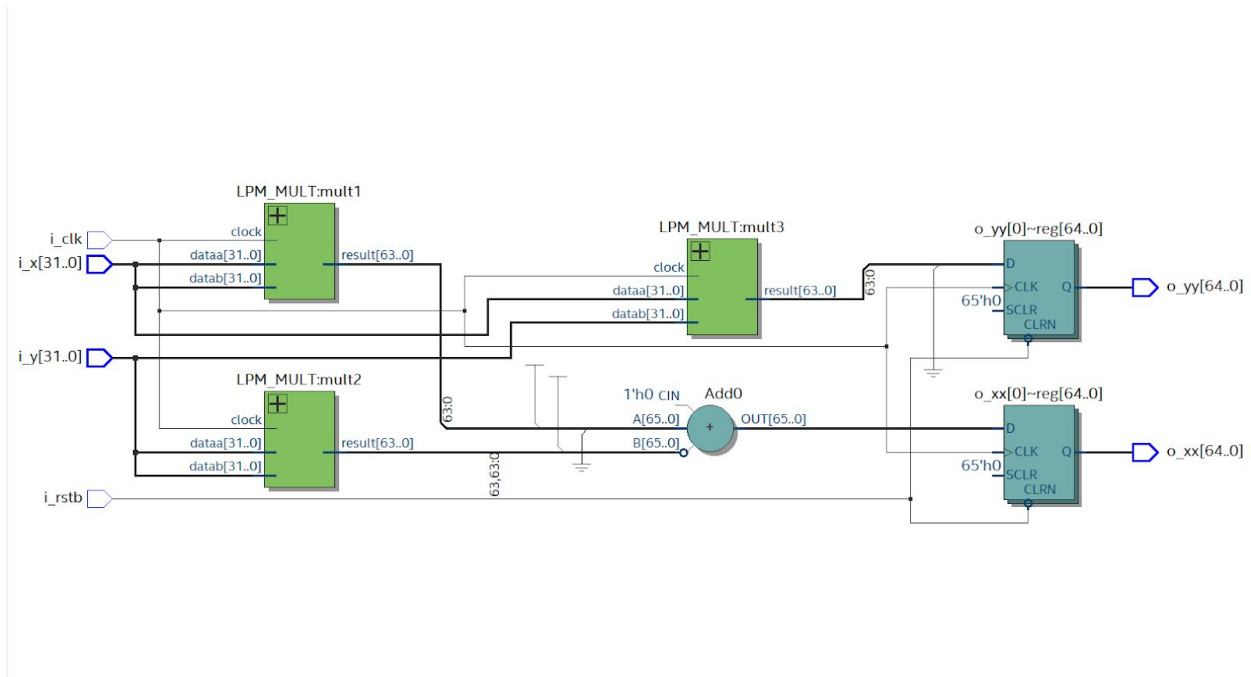 LPM_MULT:mult1
i_clk
clock
i_x[31..0]
dataa[31..0]
result[63..0]
datab[31..0]
LPM_MULT:mult3
clock
dataa[31..0]
result[63..0]
datab[31..0]
63:0
o_yy[0]~reg[64..0]
D
CLK
Q
65'h0
SCLR
CLRN
o_yy[64..0]
i_y[31..0]
LPM_MULT:mult2
clock
dataa[31..0]
result[63..0]
datab[31..0]
63:0
63,63:0
1'h0 CIN
Add0
A[65..0]
OUT[65..0]
B[65..0]
+
o_xx[0]~reg[64..0]
D
CLK
Q
65'h0
SCLR
CLRN
o_xx[64..0]
i_rstb